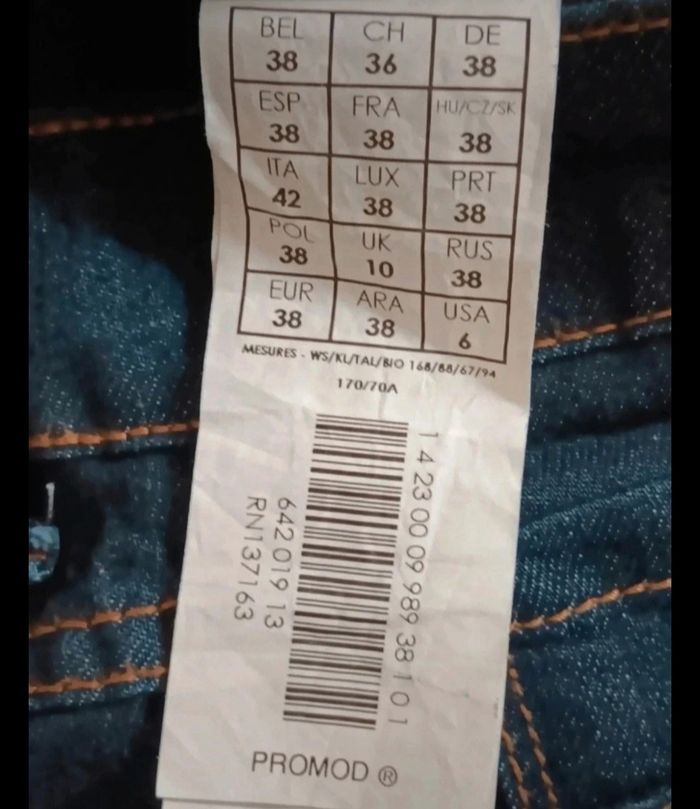 BEL CH DE
38 36 38
ESP FRA HU/CZ/SK
38 38 38
ITA LUX PRT
42 38 38
POL UK RUS
38 10 38
EUR ARA USA
38 38 6
MESURES - WS/KL/TAL/BIO 168/88/67/94
170/70A
1 4 23 00 09 989 38 1 01
642 019 13
RN137163
PROMOD ®